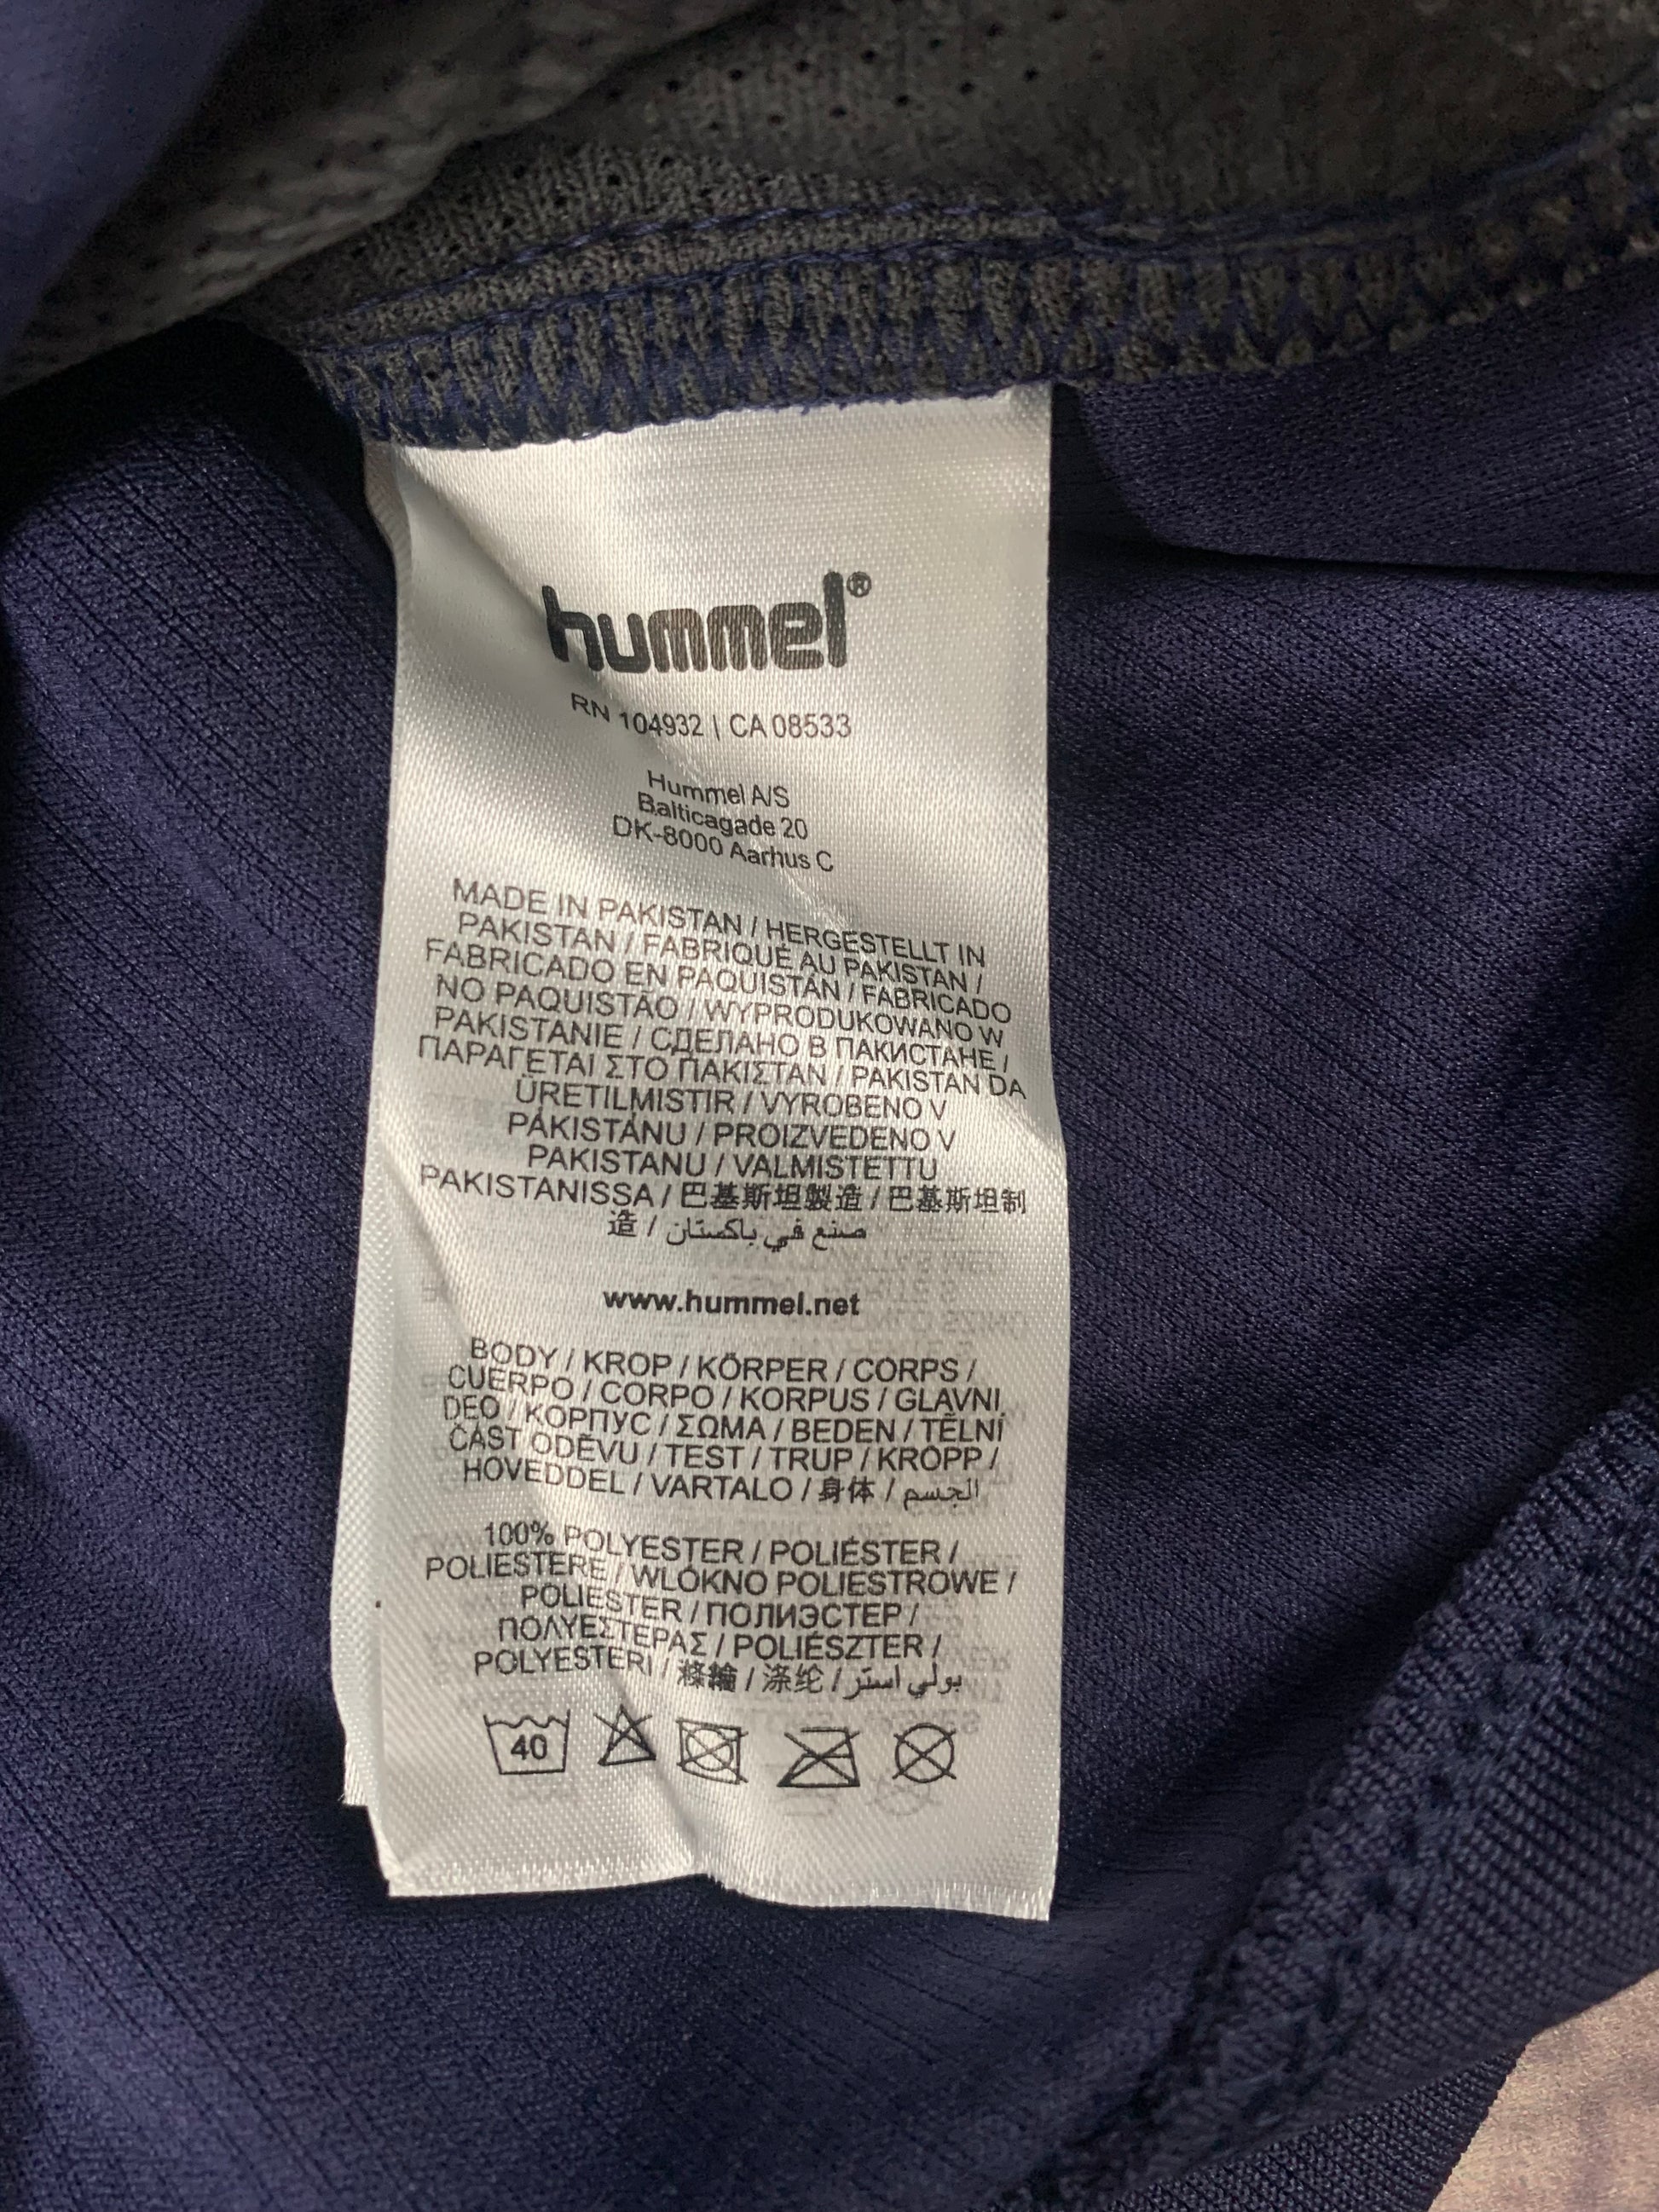 hummel®
RN 104932 | CA 08533
Hummel A/S
Balticagade 20
DK-8000 Aarhus C
MADE IN PAKISTAN / HERGESTELLT IN
PAKISTAN / FABRIQUÉ AU PAKISTAN /
FABRICADO EN PAQUISTÁN / FABRICADO
NO PAQUISTÃO / WYPRODUKOWANO W
PAKISTANIE / СДЕЛАНО В ПАКИСТАНЕ /
ΠΑΡΑΓΕΤΑΙ ΣΤΟ ΠΑΚΙΣΤΑΝ / PAKISTAN DA
ÜRETILMISTIR / VYROBENO V
PÁKISTÁNU / PROIZVEDENO V
PAKISTANU / VALMISTETTU
PAKISTANISSA / 巴基斯坦製造 / 巴基斯坦制
造 / صنع في باكستان
www.hummel.net
BODY / KROP / KÖRPER / CORPS /
CUERPO / CORPO / KORPUS / GLAVNI
DEO / КОРПУС / ΣΩΜΑ / BEDEN / TĚLNÍ
ČÁST ODĚVU / TEST / TRUP / KROPP /
HOVEDDEL / VARTALO / 身体 / الجسم
100% POLYESTER / POLIÉSTER /
POLIESTERE / WLÓKNO POLIESTROWE /
POLIESTER / ПОЛИЭСТЕР /
ΠΟΛΥΕΣΤΕΡΑΣ / POLIÉSZTER /
POLYESTERI / 滌綸 / 涤纶 / بولي استر
40